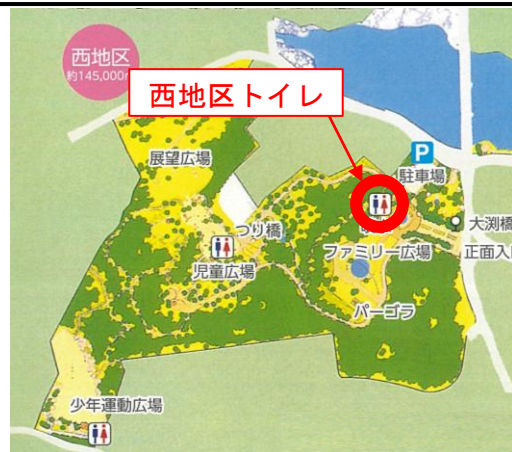 西地区
約145,000㎡
西地区トイレ
展望広場
P
駐車場
つり橋
大渕橋
児童広場
ファミリー広場
正面入口
パーゴラ
少年運動広場